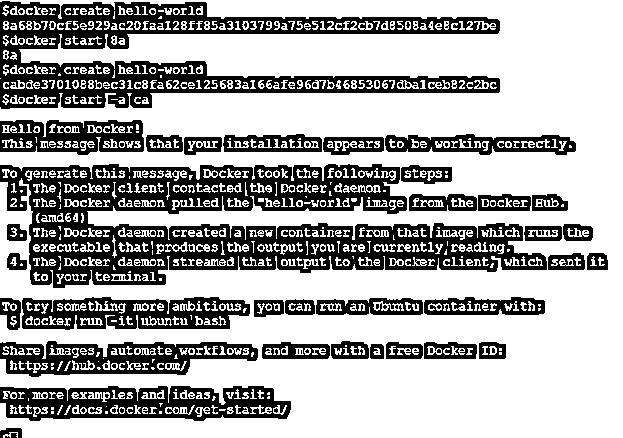 $docker create hello-world
8a68b70cf5e929ac20faa128ff85a3103799a75e512cf2cb7d8508a4e8c127be
$docker start 8a
8a
$docker create hello-world
cabde3701088bec31c8fa62ce125683a166afe96d7b46853067dba1ceb82c2bc
$docker start -a ca
Hello from Docker!
This message shows that your installation appears to be working correctly.
To generate this message, Docker took the following steps:
1. The Docker client contacted the Docker daemon.
2. The Docker daemon pulled the "hello-world" image from the Docker Hub.
(amd64)
3. The Docker daemon created a new container from that image which runs the
executable that produces the output you are currently reading.
4. The Docker daemon streamed that output to the Docker client, which sent it
to your terminal.
To try something more ambitious, you can run an Ubuntu container with:
$ docker run -it ubuntu bash
Share images, automate workflows, and more with a free Docker ID:
https://hub.docker.com/
For more examples and ideas, visit:
https://docs.docker.com/get-started/